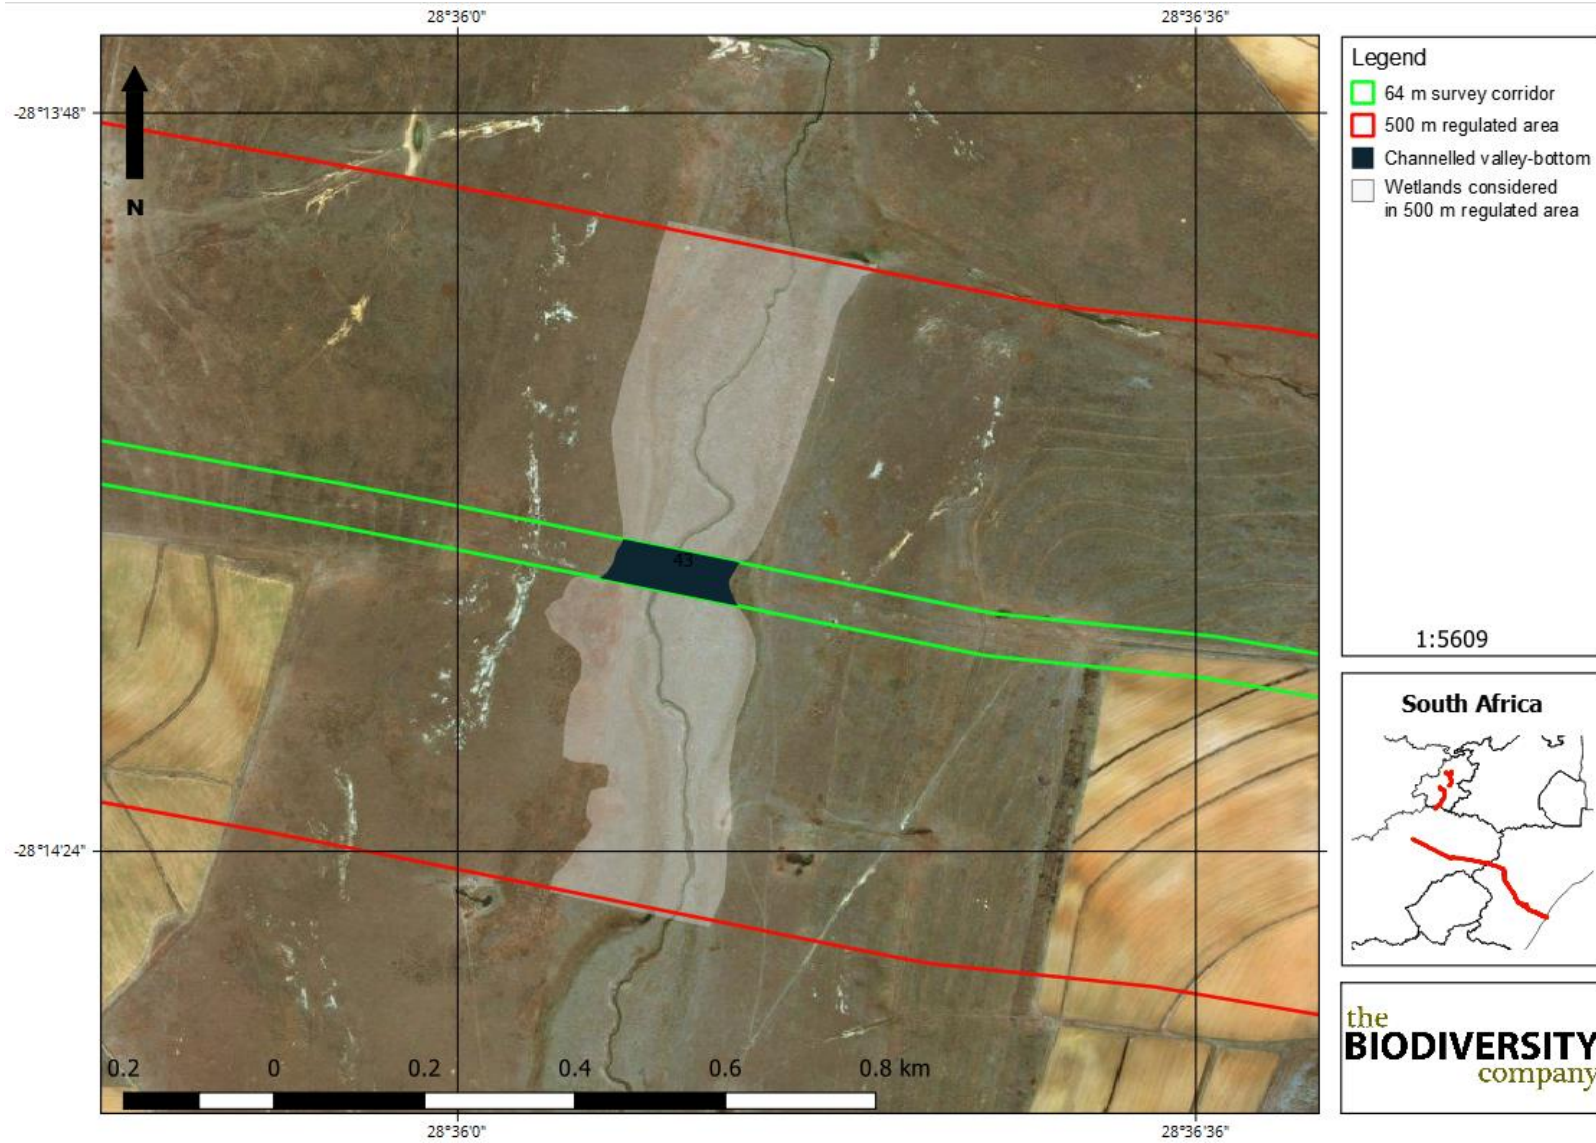 28°36'0"
28°36'36"
-28°13'48"
N
43
-28°14'24"
0.2
0
0.2
0.4
0.6
0.8 km
28°36'0"
28°36'36"
Legend
64 m survey corridor
500 m regulated area
Channelled valley-bottom
Wetlands considered
in 500 m regulated area
1:5609
South Africa
the
BIODIVERSITY
company